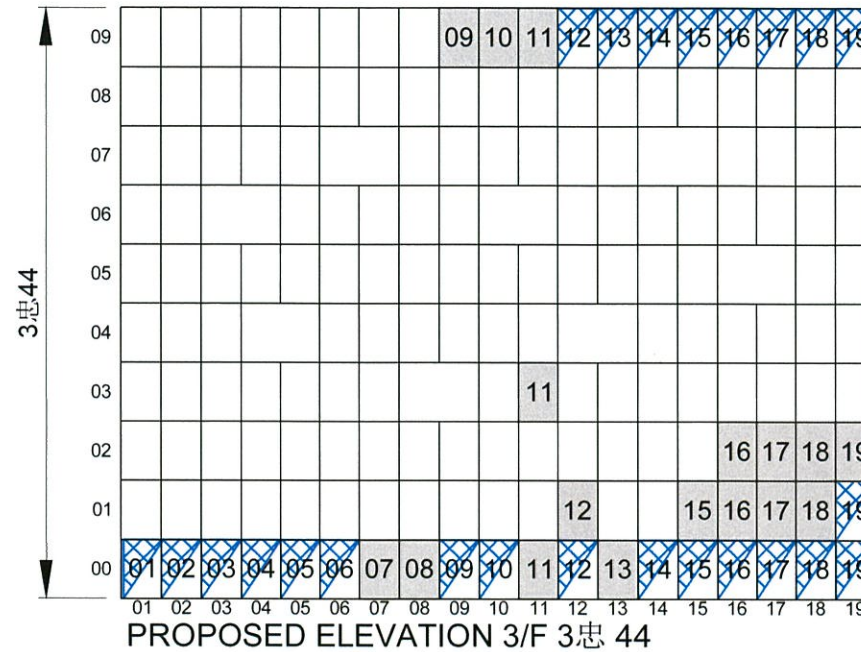 09 09 10 11 12 13 14 15 16 17 18 19
08
07
06
05
04
03 11
02 16 17 18 19
01 12 15 16 17 18 19
00 01 02 03 04 05 06 07 08 09 10 11 12 13 14 15 16 17 18 19
01 02 03 04 05 06 07 08 09 10 11 12 13 14 15 16 17 18 19
3忠44
PROPOSED ELEVATION 3/F 3忠 44